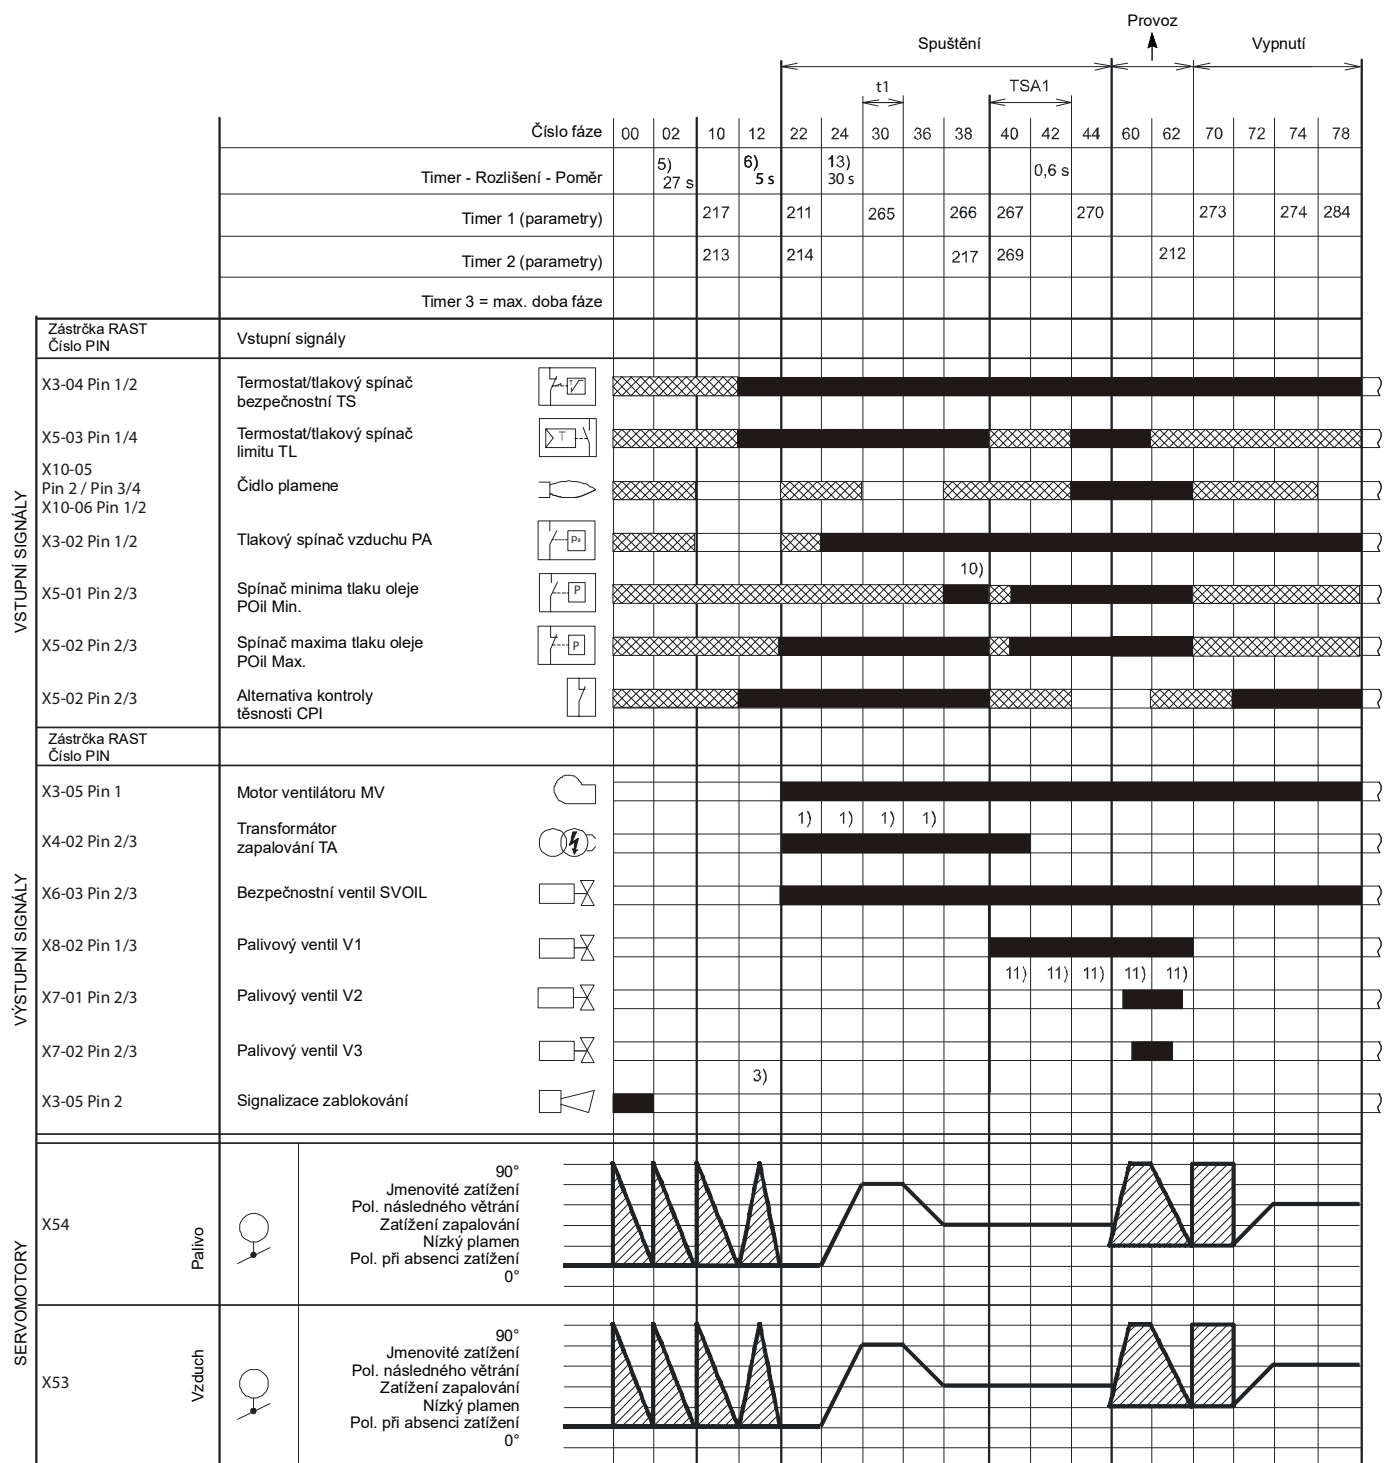 Provoz
Spuštění
Vypnutí
t1
TSA1
Číslo fáze 00 02 10 12 22 24 30 36 38 40 42 44 60 62 70 72 74 78
Timer - Rozlišení - Poměr 5) 27 s 6) 5 s 13) 30 s 0,6 s
Timer 1 (parametry) 217 211 265 266 267 270 273 274 284
Timer 2 (parametry) 213 214 217 269 212
Timer 3 = max. doba fáze
VSTUPNÍ SIGNÁLY
Zástrčka RAST
Číslo PIN
Vstupní signály
X3-04 Pin 1/2
Termostat/tlakový spínač
bezpečnostní TS
X5-03 Pin 1/4
Termostat/tlakový spínač
limitu TL
T
X10-05
Pin 2 / Pin 3/4
X10-06 Pin 1/2
Čidlo plamene
X3-02 Pin 1/2
Tlakový spínač vzduchu PA
10)
X5-01 Pin 2/3
Spínač minima tlaku oleje
POil Min.
P
X5-02 Pin 2/3
Spínač maxima tlaku oleje
POil Max.
P
X5-02 Pin 2/3
Alternativa kontroly
těsnosti CPI
VÝSTUPNÍ SIGNÁLY
Zástrčka RAST
Číslo PIN
X3-05 Pin 1
Motor ventilátoru MV
1) 1) 1) 1)
X4-02 Pin 2/3
Transformátor
zapalování TA
X6-03 Pin 2/3
Bezpečnostní ventil SVOIL
X8-02 Pin 1/3
Palivový ventil V1
11) 11) 11) 11) 11)
X7-01 Pin 2/3
Palivový ventil V2
X7-02 Pin 2/3
Palivový ventil V3
3)
X3-05 Pin 2
Signalizace zablokování
SERVOMOTORY
X54
Palivo
90°
Jmenovité zatížení
Pol. následného větrání
Zatížení zapalování
Nízký plamen
Pol. při absenci zatížení
0°
X53
Vzduch
90°
Jmenovité zatížení
Pol. následného větrání
Zatížení zapalování
Nízký plamen
Pol. při absenci zatížení
0°